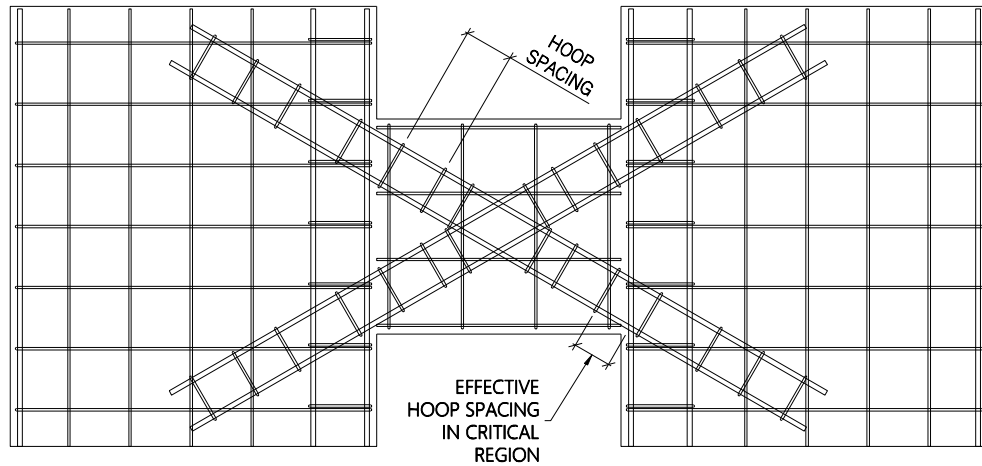 HOOP
SPACING
EFFECTIVE
HOOP SPACING
IN CRITICAL
REGION